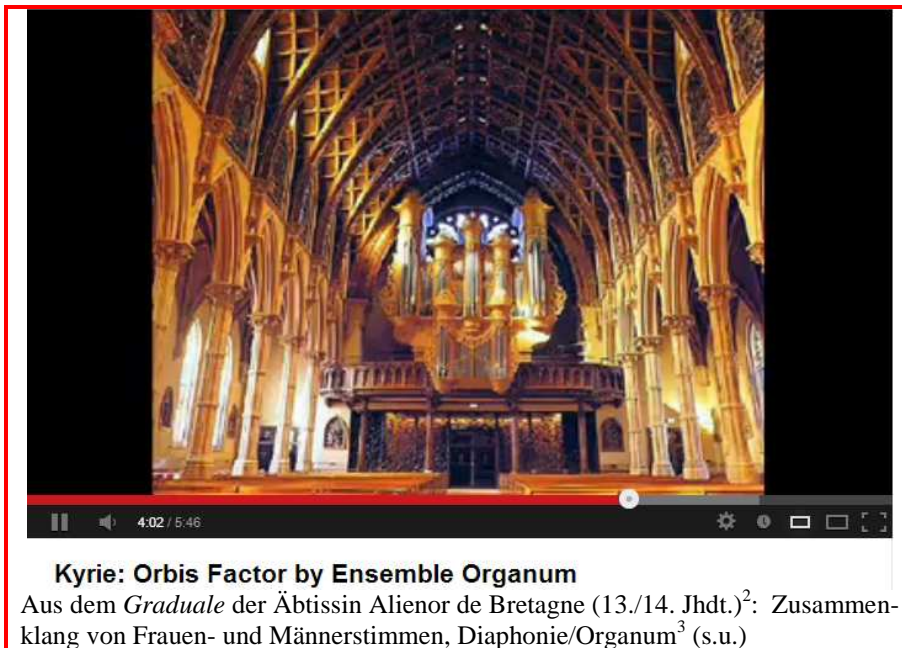 4:02 / 5:46
Kyrie: Orbis Factor by Ensemble Organum
Aus dem Graduale der Äbtissin Alienor de Bretagne (13./14. Jhdt.)²: Zusammen-
klang von Frauen- und Männerstimmen, Diaphonie/Organum³ (s.u.)